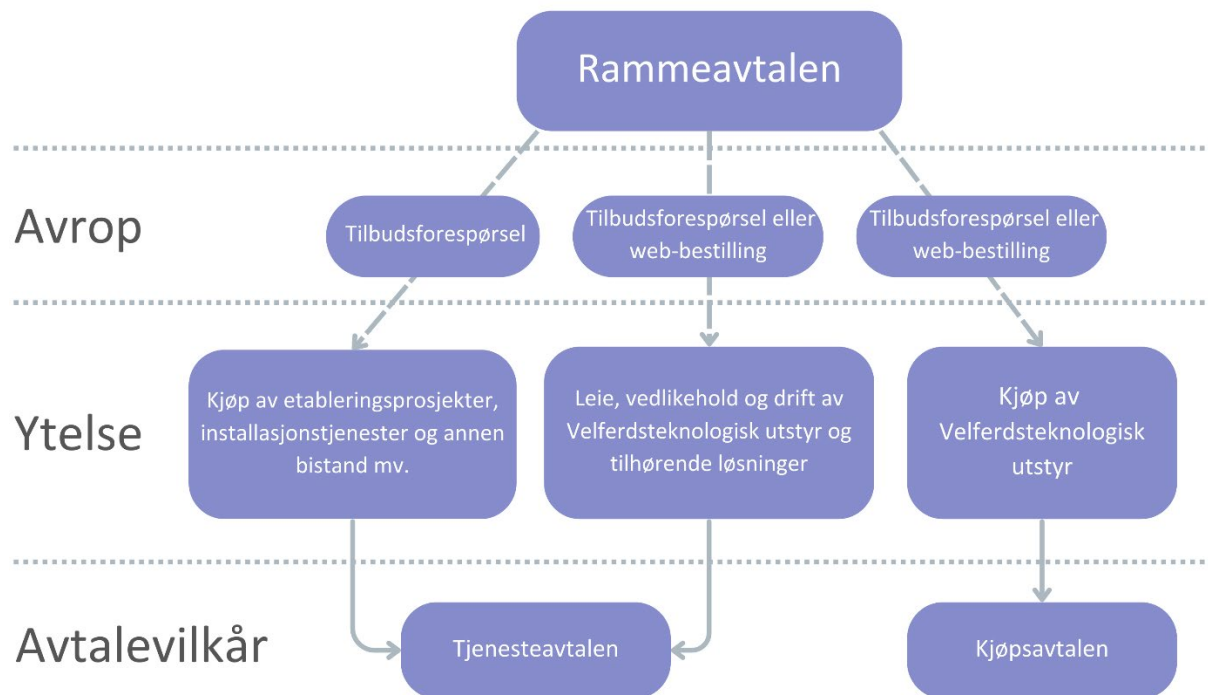 Rammeavtalen
Avrop
Tilbudsforespørsel
Tilbudsforespørsel eller
web-bestilling
Tilbudsforespørsel eller
web-bestilling
Ytelse
Kjøp av etableringsprosjekter,
installasjonstjenester og annen
bistand mv.
Leie, vedlikehold og drift av
Velferdsteknologisk utstyr og
tilhørende løsninger
Kjøp av
Velferdsteknologisk
utstyr
Avtalevilkår
Tjenesteavtalen
Kjøpsavtalen